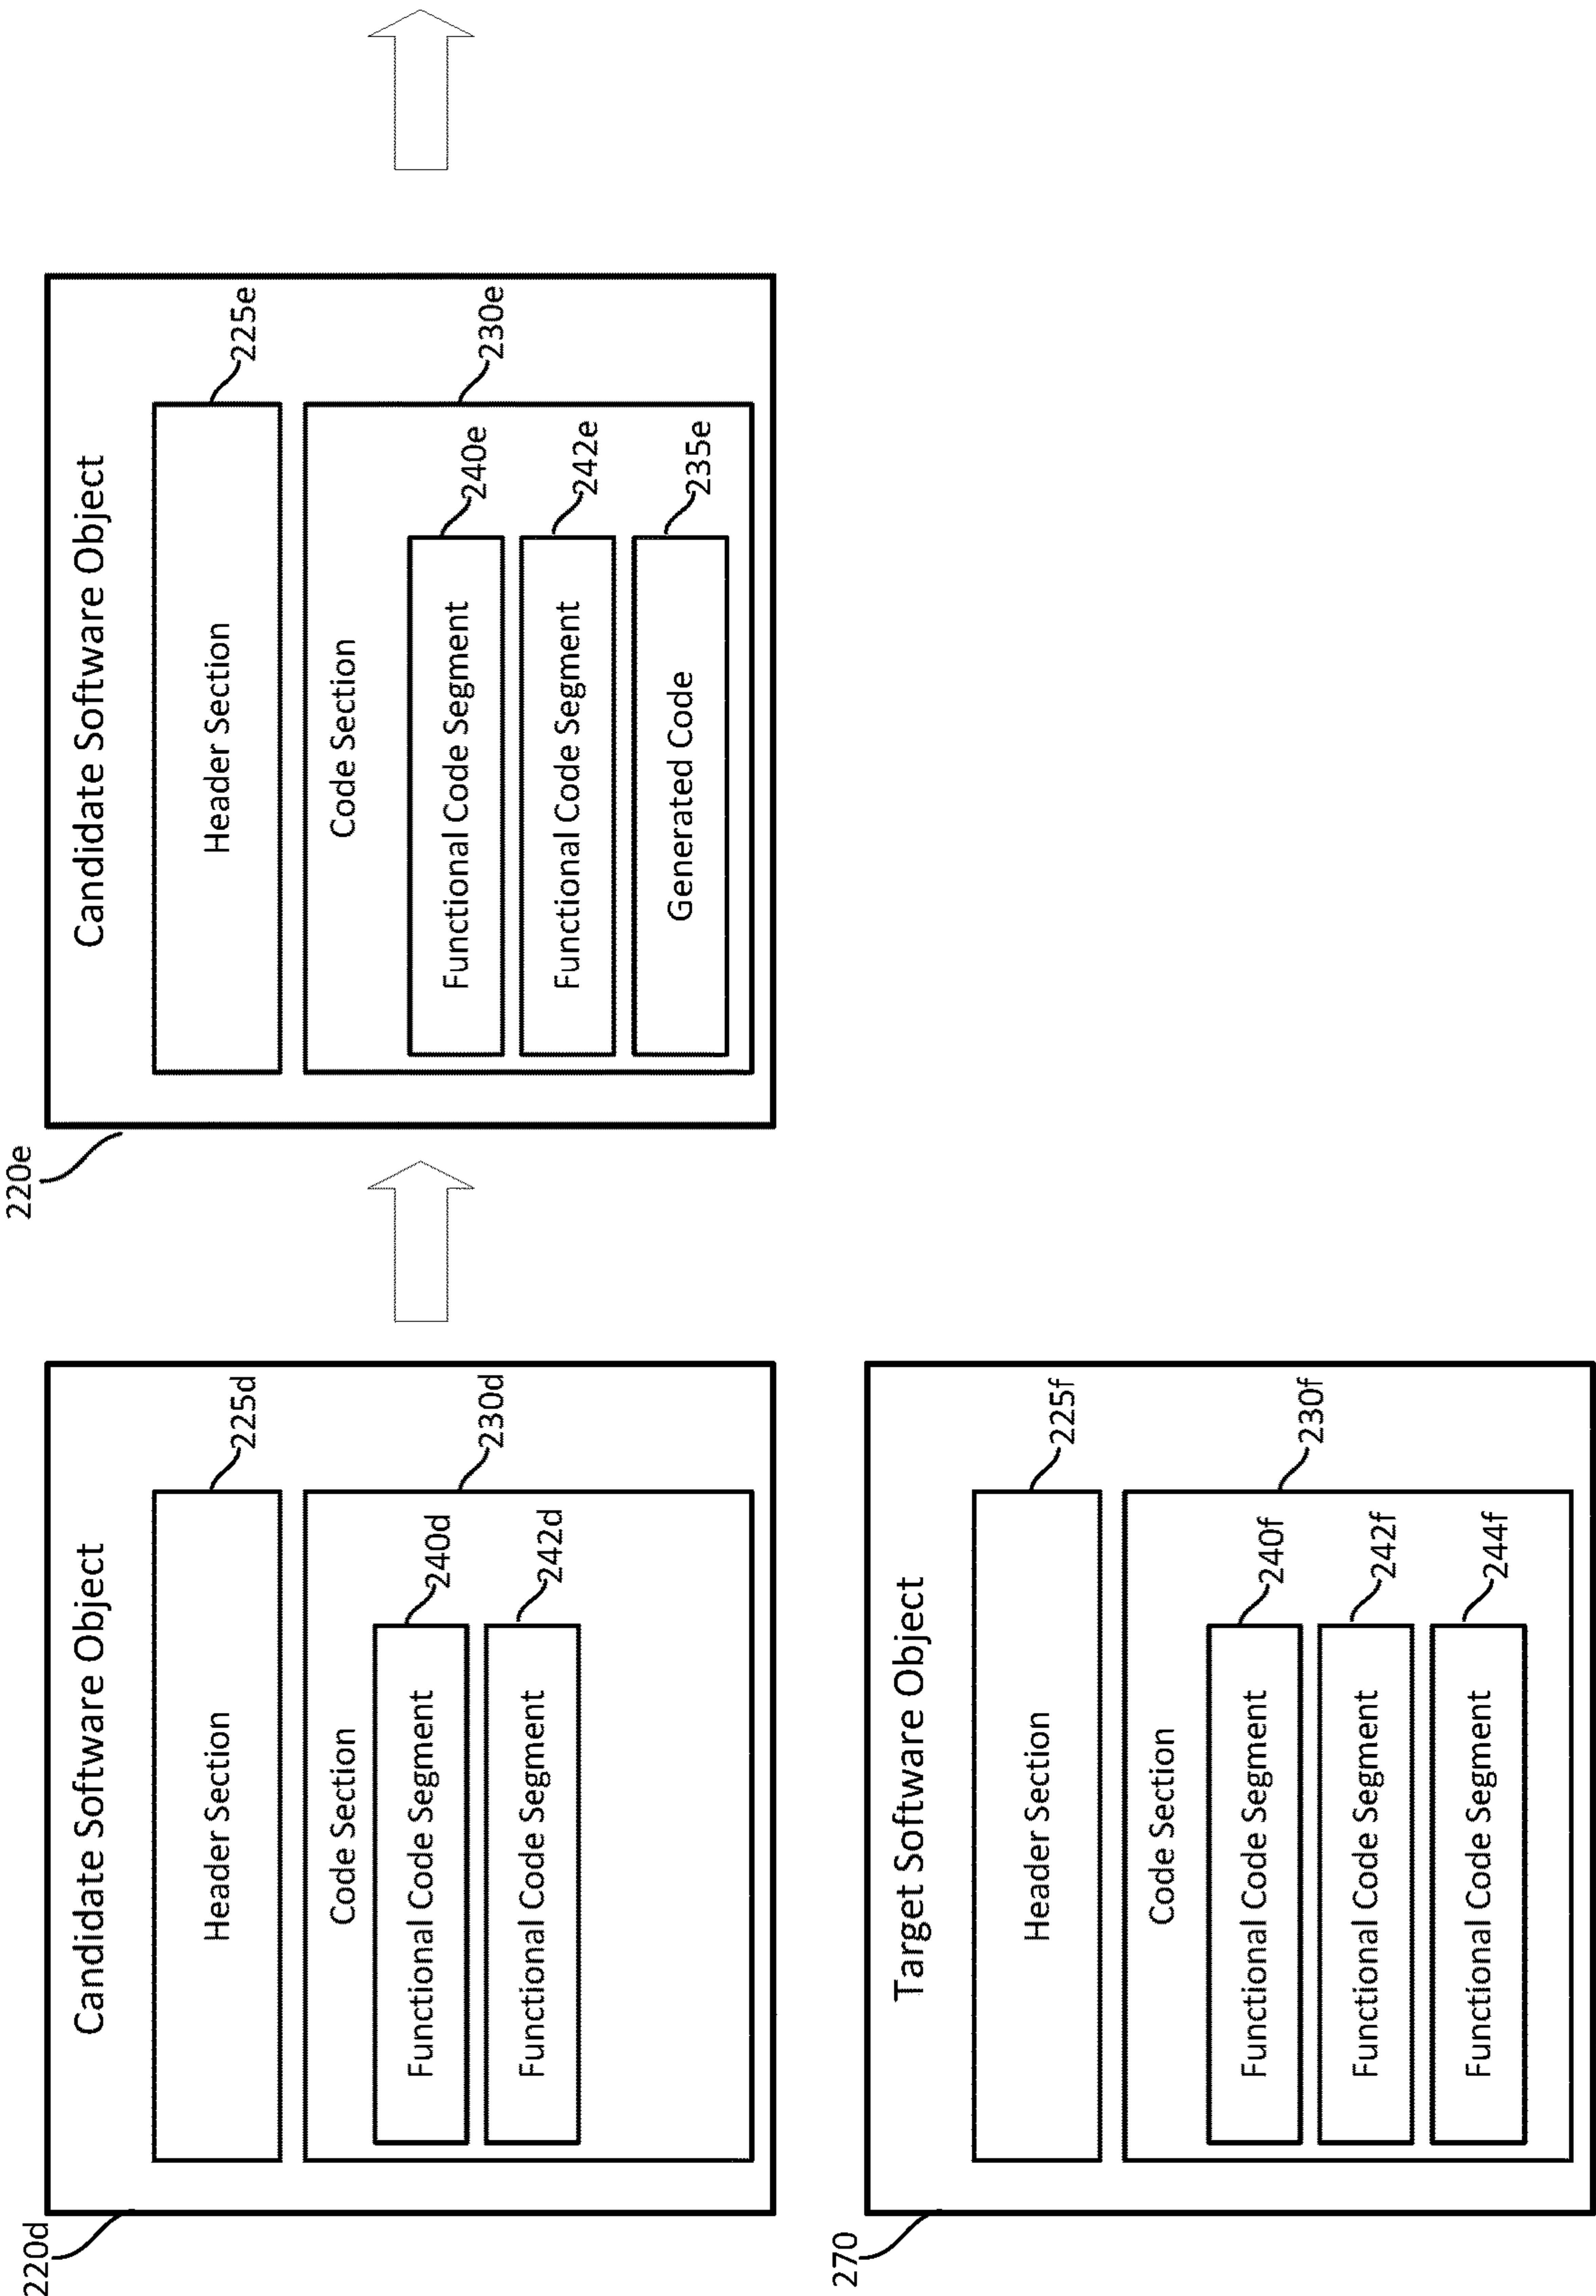 220d
Candidate Software Object
Header Section
225d
Code Section
230d
Functional Code Segment
240d
Functional Code Segment
242d
220e
Candidate Software Object
Header Section
225e
Code Section
230e
Functional Code Segment
240e
Functional Code Segment
242e
Generated Code
235e
270
Target Software Object
Header Section
225f
Code Section
230f
Functional Code Segment
240f
Functional Code Segment
242f
Functional Code Segment
244f